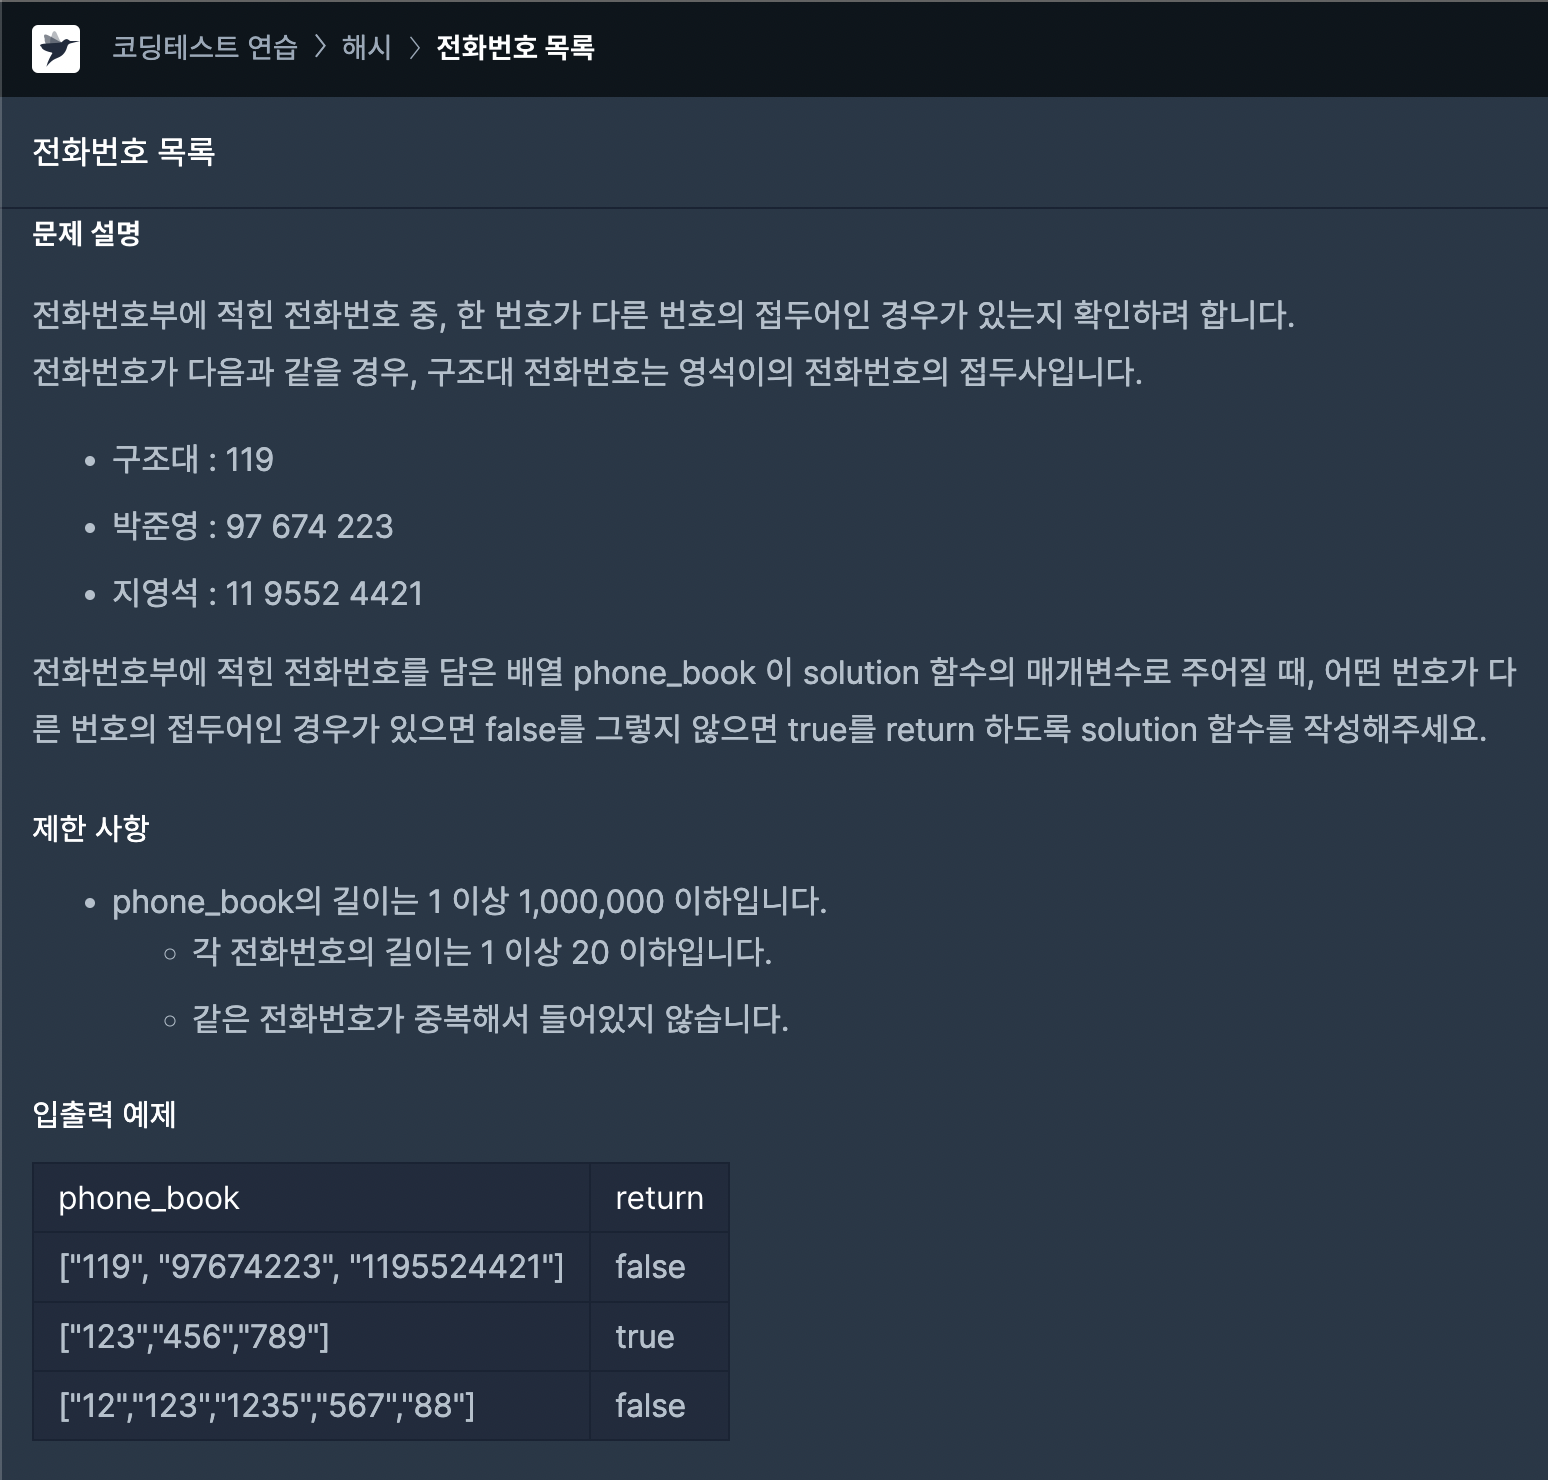 코딩테스트 연습 > 해시 > 전화번호 목록
전화번호 목록
문제 설명
전화번호부에 적힌 전화번호 중, 한 번호가 다른 번호의 접두어인 경우가 있는지 확인하려 합니다.
전화번호가 다음과 같을 경우, 구조대 전화번호는 영석이의 전화번호의 접두사입니다.
• 구조대 : 119
• 박준영 : 97 674 223
• 지영석 : 11 9552 4421
전화번호부에 적힌 전화번호를 담은 배열 phone_book 이 solution 함수의 매개변수로 주어질 때, 어떤 번호가 다
른 번호의 접두어인 경우가 있으면 false를 그렇지 않으면 true를 return 하도록 solution 함수를 작성해주세요.
제한 사항
• phone_book의 길이는 1 이상 1,000,000 이하입니다.
◦ 각 전화번호의 길이는 1 이상 20 이하입니다.
◦ 같은 전화번호가 중복해서 들어있지 않습니다.
입출력 예제
phone_book return
["119", "97674223", "1195524421"] false
["123","456","789"] true
["12","123","1235","567","88"] false